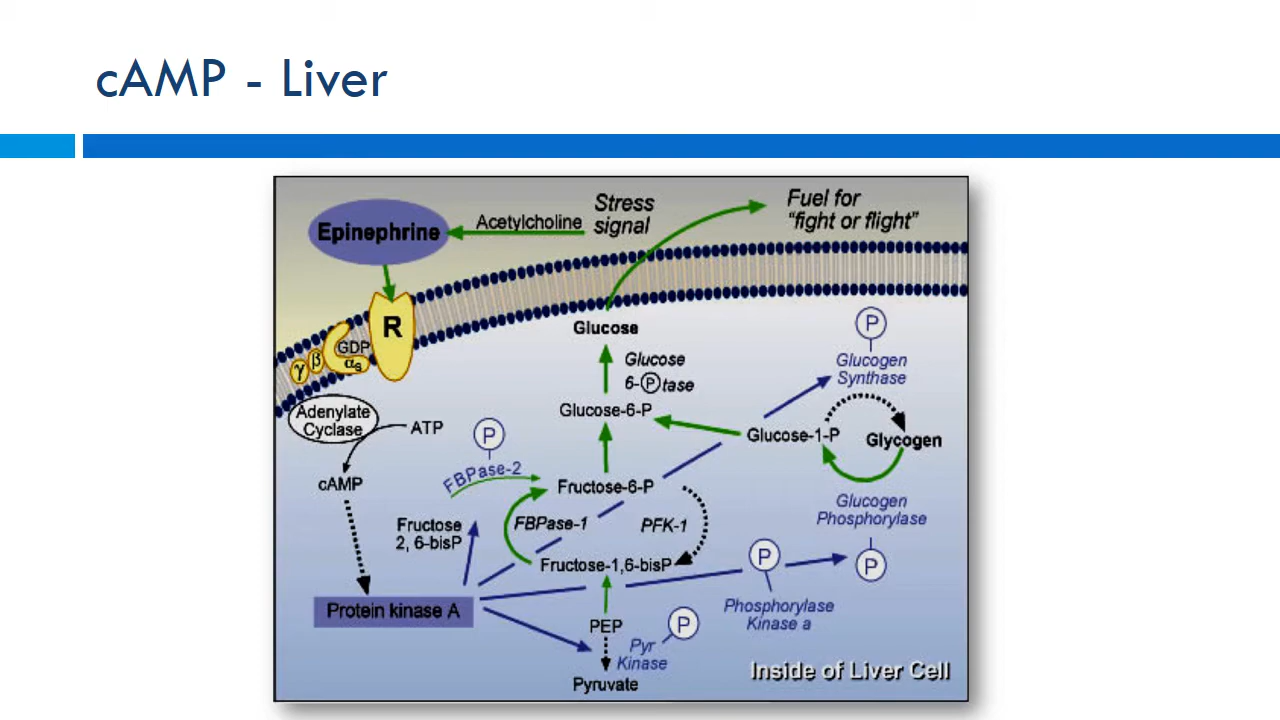 cAMP - Liver
Stress
signal
Fuel for
"fight or flight"
Acetylcholine
Epinephrine
R
GDP
αs
β
γ
Adenylate
Cyclase
ATP
cAMP
Protein kinase A
Glucose
Glucose
6-Ptase
Glucose-6-P
P
FBPase-2
Fructose-6-P
Fructose
2, 6-bisP
FBPase-1
PFK-1
Fructose-1,6-bisP
PEP
P
Pyr
Kinase
Pyruvate
P
Glucogen
Synthase
Glucose-1-P
Glycogen
Glucogen
Phosphorylase
P
P
Phosphorylase
Kinase a
Inside of Liver Cell